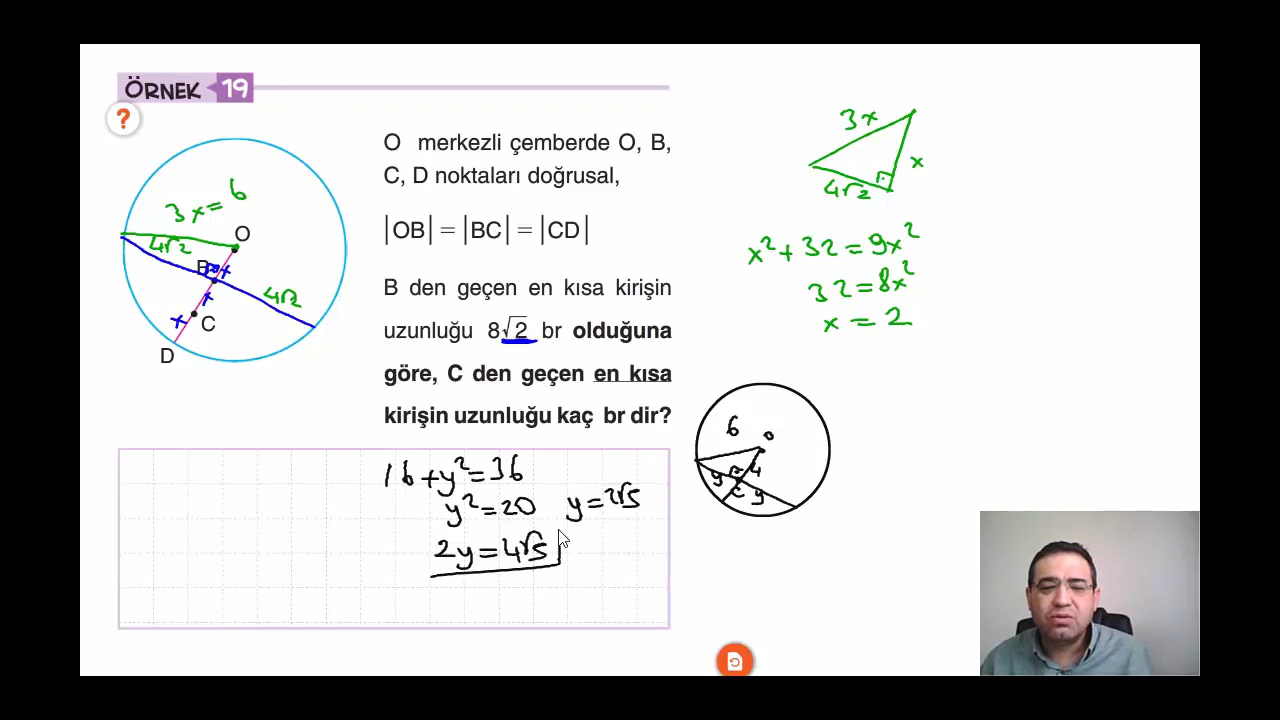 ÖRNEK 19
?
O merkezli çemberde O, B,
C, D noktaları doğrusal,
|OB| = |BC| = |CD|
B den geçen en kısa kirişin
uzunluğu 8√2 br olduğuna
göre, C den geçen en kısa
kirişin uzunluğu kaç br dir?
3x = 6
O
4√2
B
x
x
4√2
x
C
D
3x
x
4√2
x² + 32 = 9x²
32 = 8x²
x = 2
6
O
4
y
C
y
16 + y² = 36
y² = 20 y = 2√5
2y = 4√5